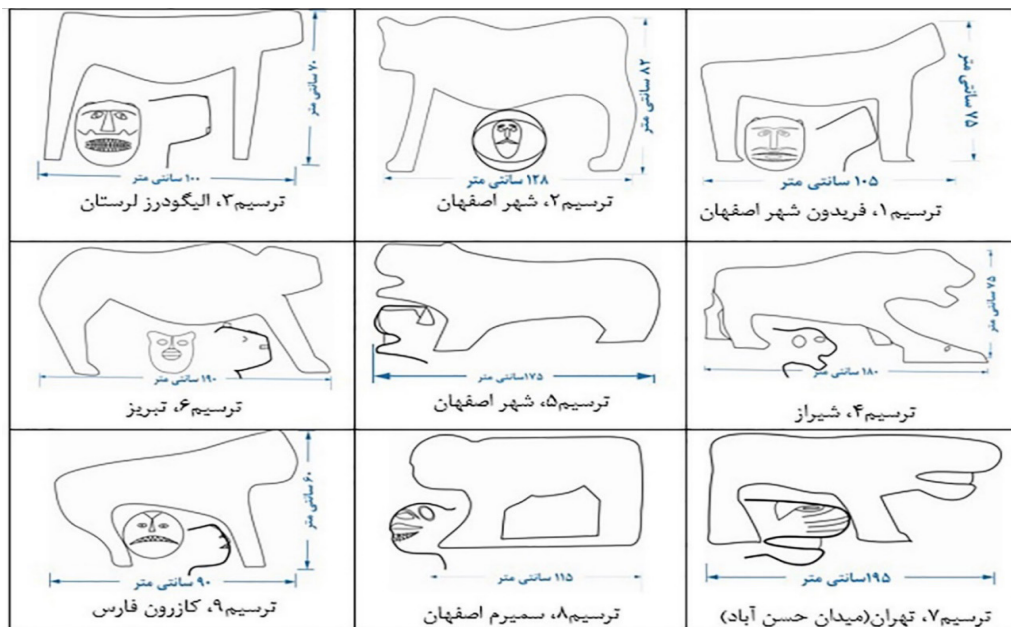 ۷۵ سانتی متر
۱۰۵ سانتی متر
ترسیم۱، فریدون شهر اصفهان
۸۲ سانتی متر
۱۲۸ سانتی متر
ترسیم۲، شهر اصفهان
۷۰ سانتی متر
۱۰۰ سانتی متر
ترسیم۳، الیگودرز لرستان
۷۵ سانتی متر
۱۸۰ سانتی متر
ترسیم۴، شیراز
۱۷۵سانتی متر
ترسیم۵، شهر اصفهان
۱۹۰ سانتی متر
ترسیم۶، تبریز
۱۹۵سانتی متر
ترسیم۷، تهران(میدان حسن آباد)
۱۱۵ سانتی متر
ترسیم۸، سمیرم اصفهان
۶۰ سانتی متر
۹۰ سانتی متر
ترسیم۹، کازرون فارس